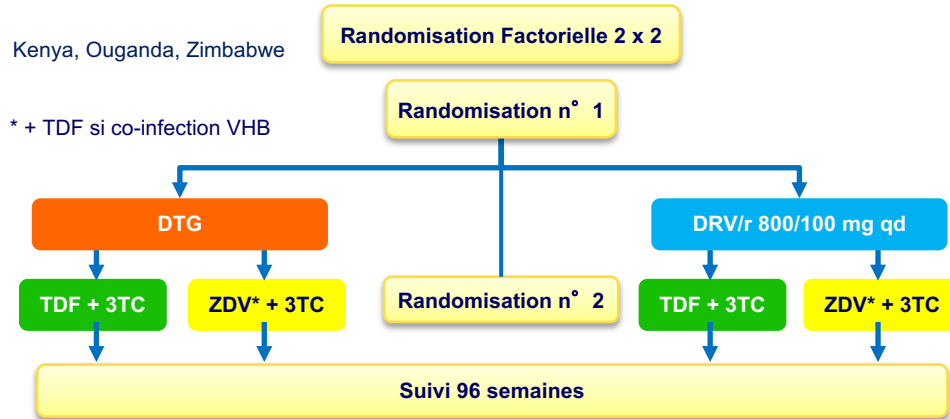 Randomisation Factorielle 2 x 2
Kenya, Ouganda, Zimbabwe
Randomisation n° 1
* + TDF si co-infection VHB
DTG
DRV/r 800/100 mg qd
TDF + 3TC
ZDV* + 3TC
Randomisation n° 2
TDF + 3TC
ZDV* + 3TC
Suivi 96 semaines